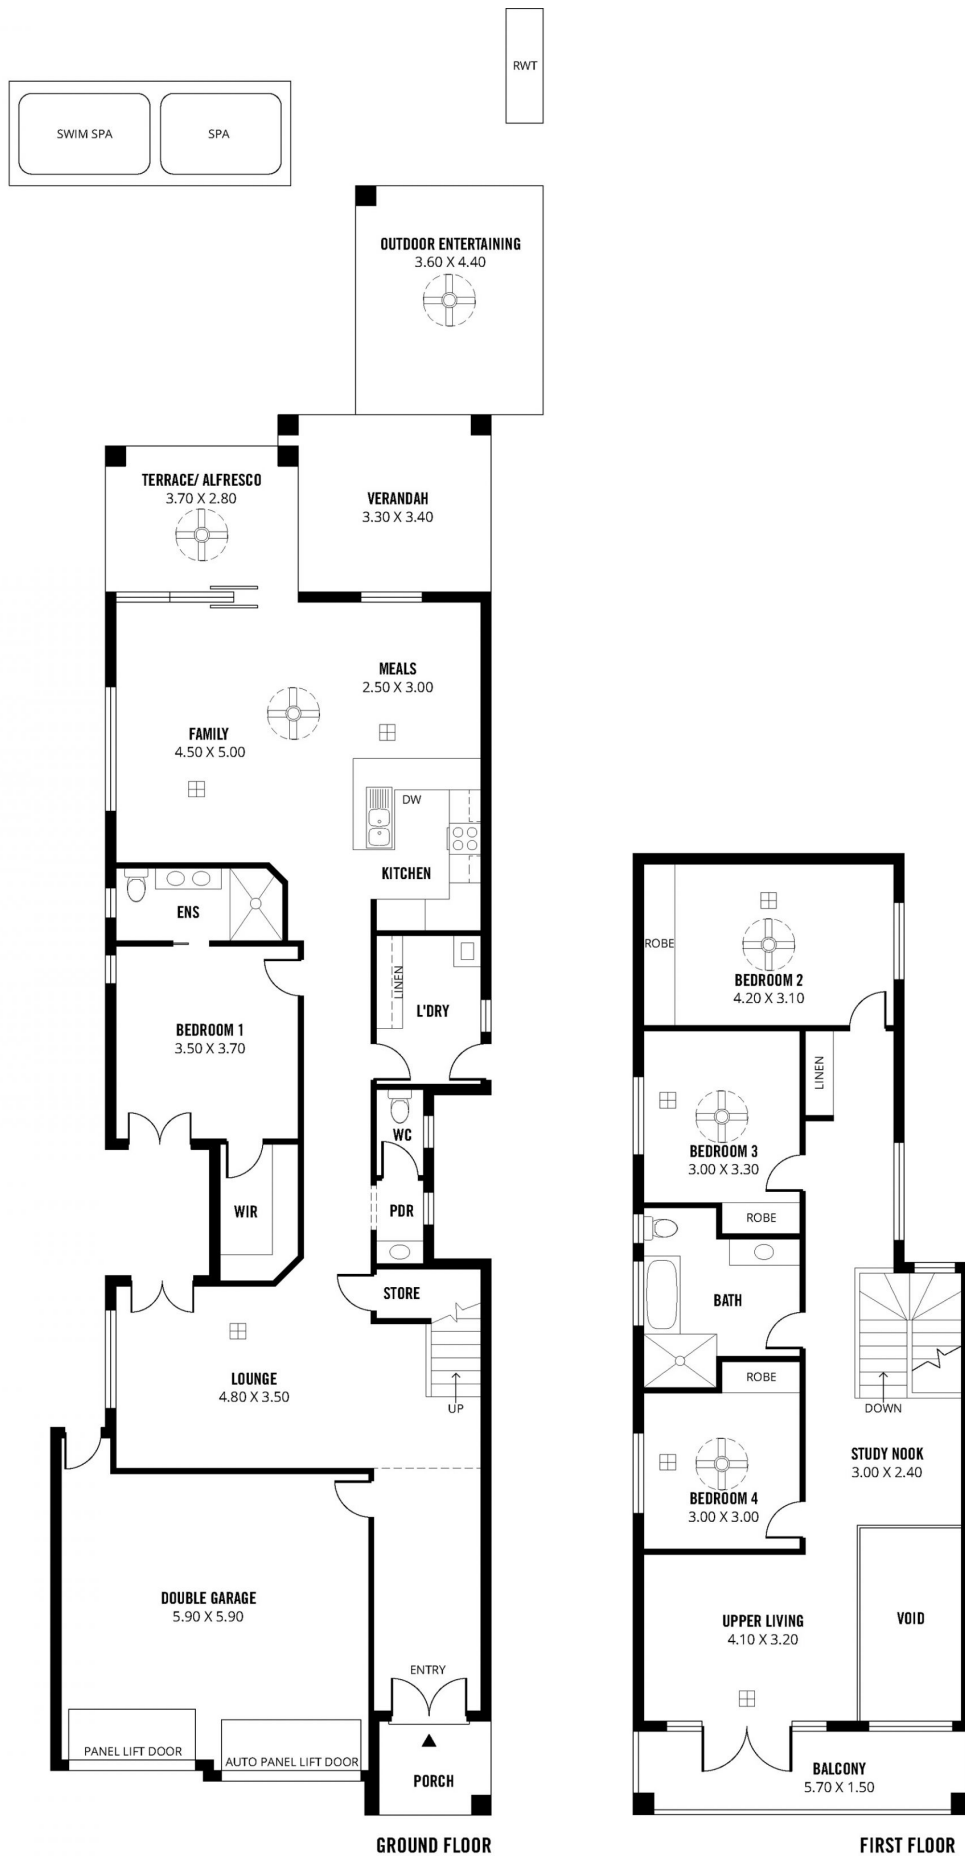 RWT
SWIM SPA
SPA
OUTDOOR ENTERTAINING
3.60 X 4.40
TERRACE/ ALFRESCO
3.70 X 2.80
VERANDAH
3.30 X 3.40
MEALS
2.50 X 3.00
FAMILY
4.50 X 5.00
DW
KITCHEN
ENS
LINEN
L'DRY
BEDROOM 1
3.50 X 3.70
WC
WIR
PDR
STORE
LOUNGE
4.80 X 3.50
UP
DOUBLE GARAGE
5.90 X 5.90
ENTRY
PANEL LIFT DOOR
AUTO PANEL LIFT DOOR
PORCH
GROUND FLOOR
ROBE
BEDROOM 2
4.20 X 3.10
LINEN
BEDROOM 3
3.00 X 3.30
ROBE
BATH
ROBE
DOWN
STUDY NOOK
3.00 X 2.40
BEDROOM 4
3.00 X 3.00
UPPER LIVING
4.10 X 3.20
VOID
BALCONY
5.70 X 1.50
FIRST FLOOR